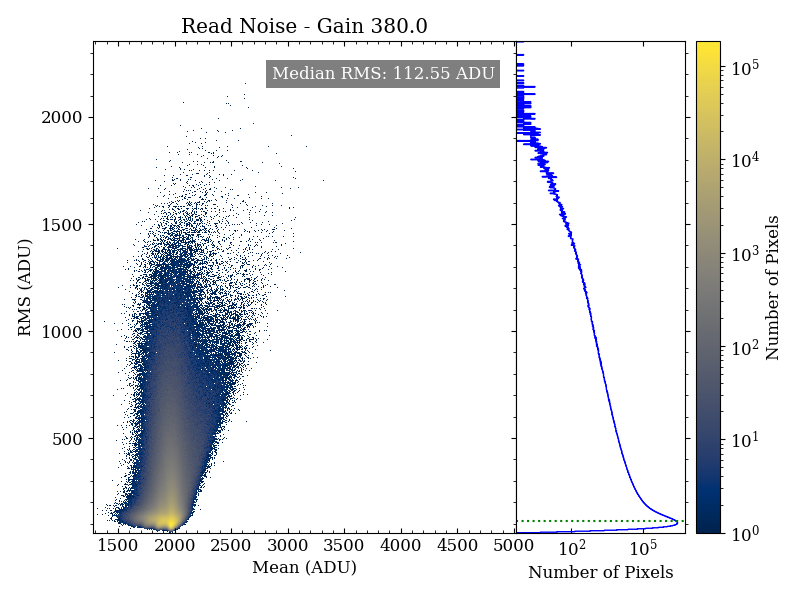 Read Noise - Gain 380.0
Median RMS: 112.55 ADU
RMS (ADU)
2000
1500
1000
500
1500 2000 2500 3000 3500 4000 4500
Mean (ADU)
10² 10⁵
Number of Pixels
10⁵
10⁴
10³
10²
10¹
10⁰
Number of Pixels